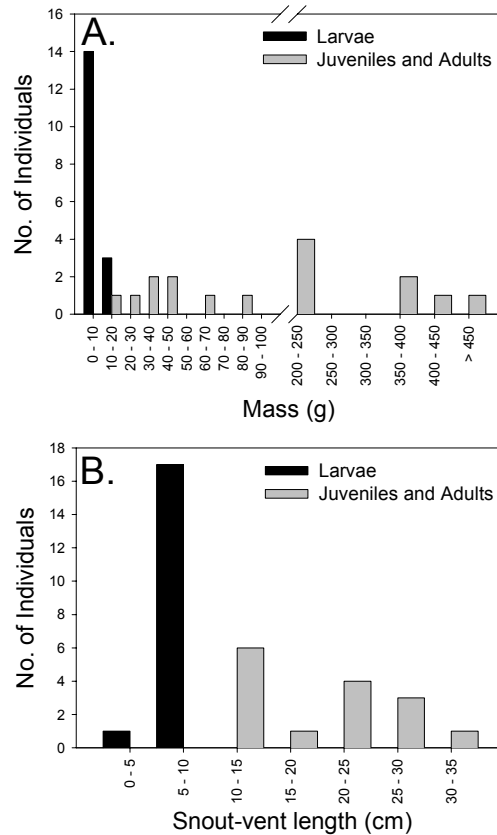 A.
Larvae
Juveniles and Adults
No. of Individuals
16
14
12
10
8
6
4
2
0
0 - 10
10 - 20
20 - 30
30 - 40
40 - 50
50 - 60
60 - 70
70 - 80
80 - 90
90 - 100
200 - 250
250 - 300
300 - 350
350 - 400
400 - 450
> 450
Mass (g)
B.
Larvae
Juveniles and Adults
No. of Individuals
18
16
14
12
10
8
6
4
2
0
0 - 5
5 - 10
10 - 15
15 - 20
20 - 25
25 - 30
30 - 35
Snout-vent length (cm)